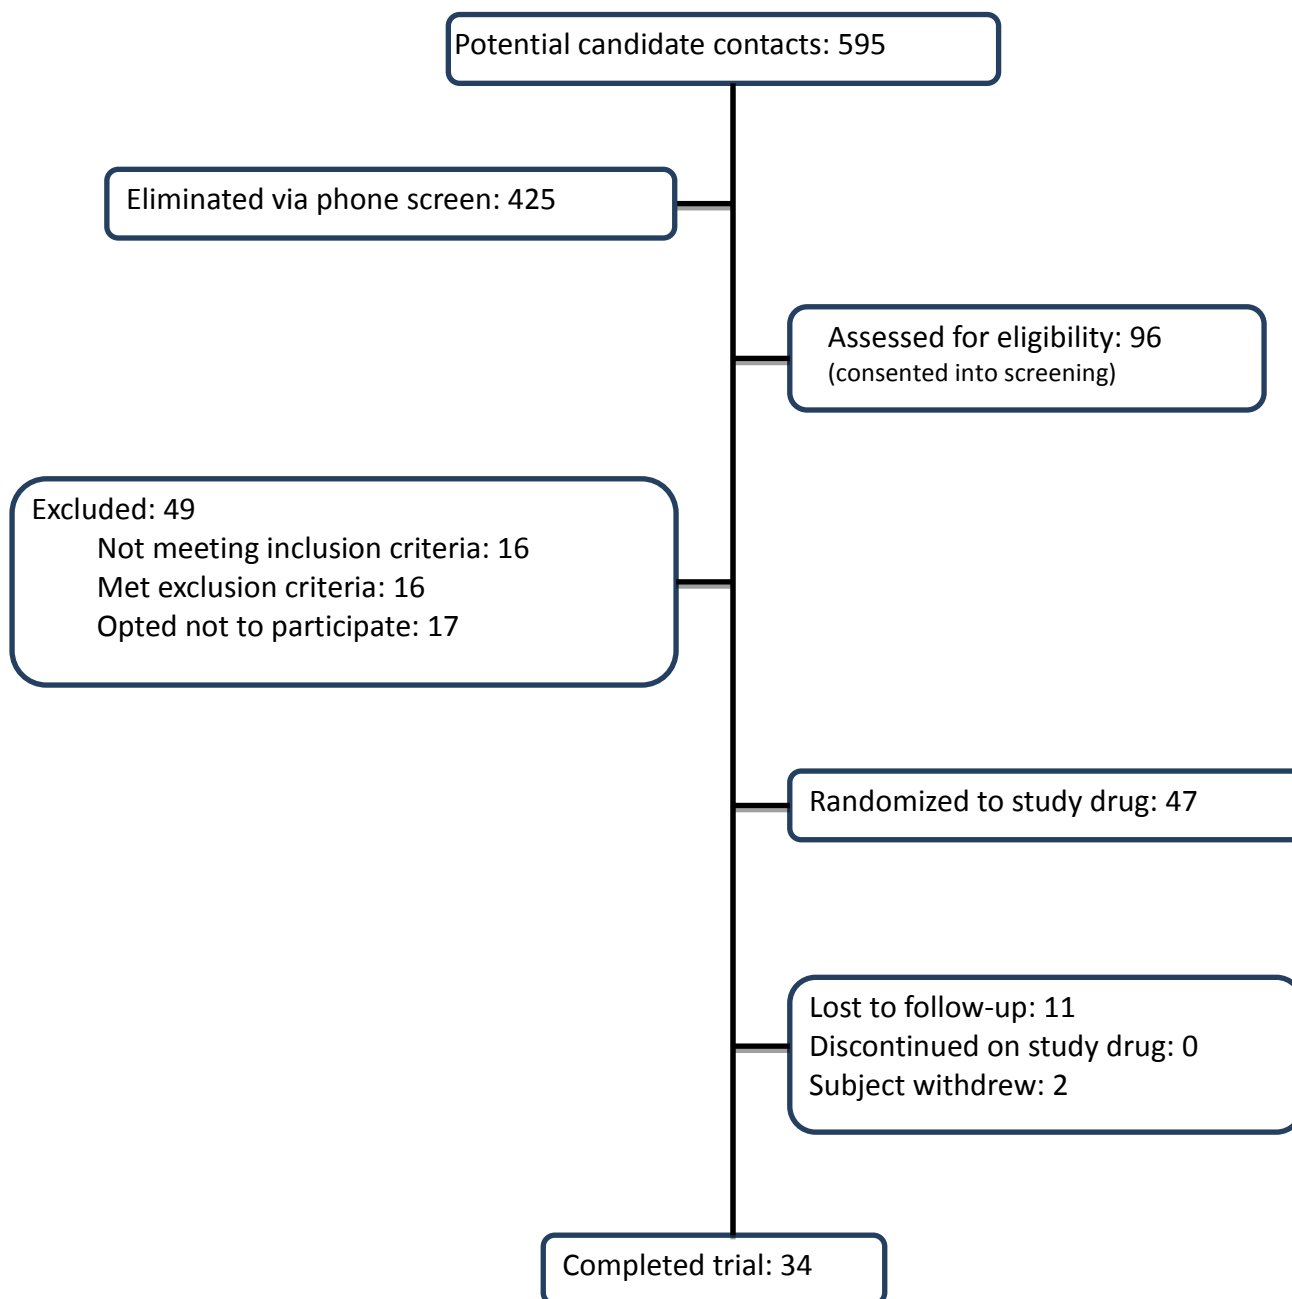 Potential candidate contacts: 595
Eliminated via phone screen: 425
Assessed for eligibility: 96
(consented into screening)
Excluded: 49
Not meeting inclusion criteria: 16
Met exclusion criteria: 16
Opted not to participate: 17
Randomized to study drug: 47
Lost to follow-up: 11
Discontinued on study drug: 0
Subject withdrew: 2
Completed trial: 34